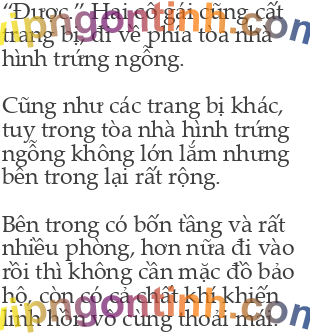 “Được.” Hai cô gái cũng cất
trang bị, đi về phía tòa nhà
hình trứng ngỗng.
Cũng như các trang bị khác,
tuy trong tòa nhà hình trứng
ngỗng không lớn lắm nhưng
bên trong lại rất rộng.
Bên trong có bốn tầng và rất
nhiều phòng, hơn nữa đi vào
rồi thì không cần mặc đồ bảo
hộ, còn có cả chất khí khiến
linh hồn vô cùng thoải mái.
vipngontinh.com
vipngontinh.com